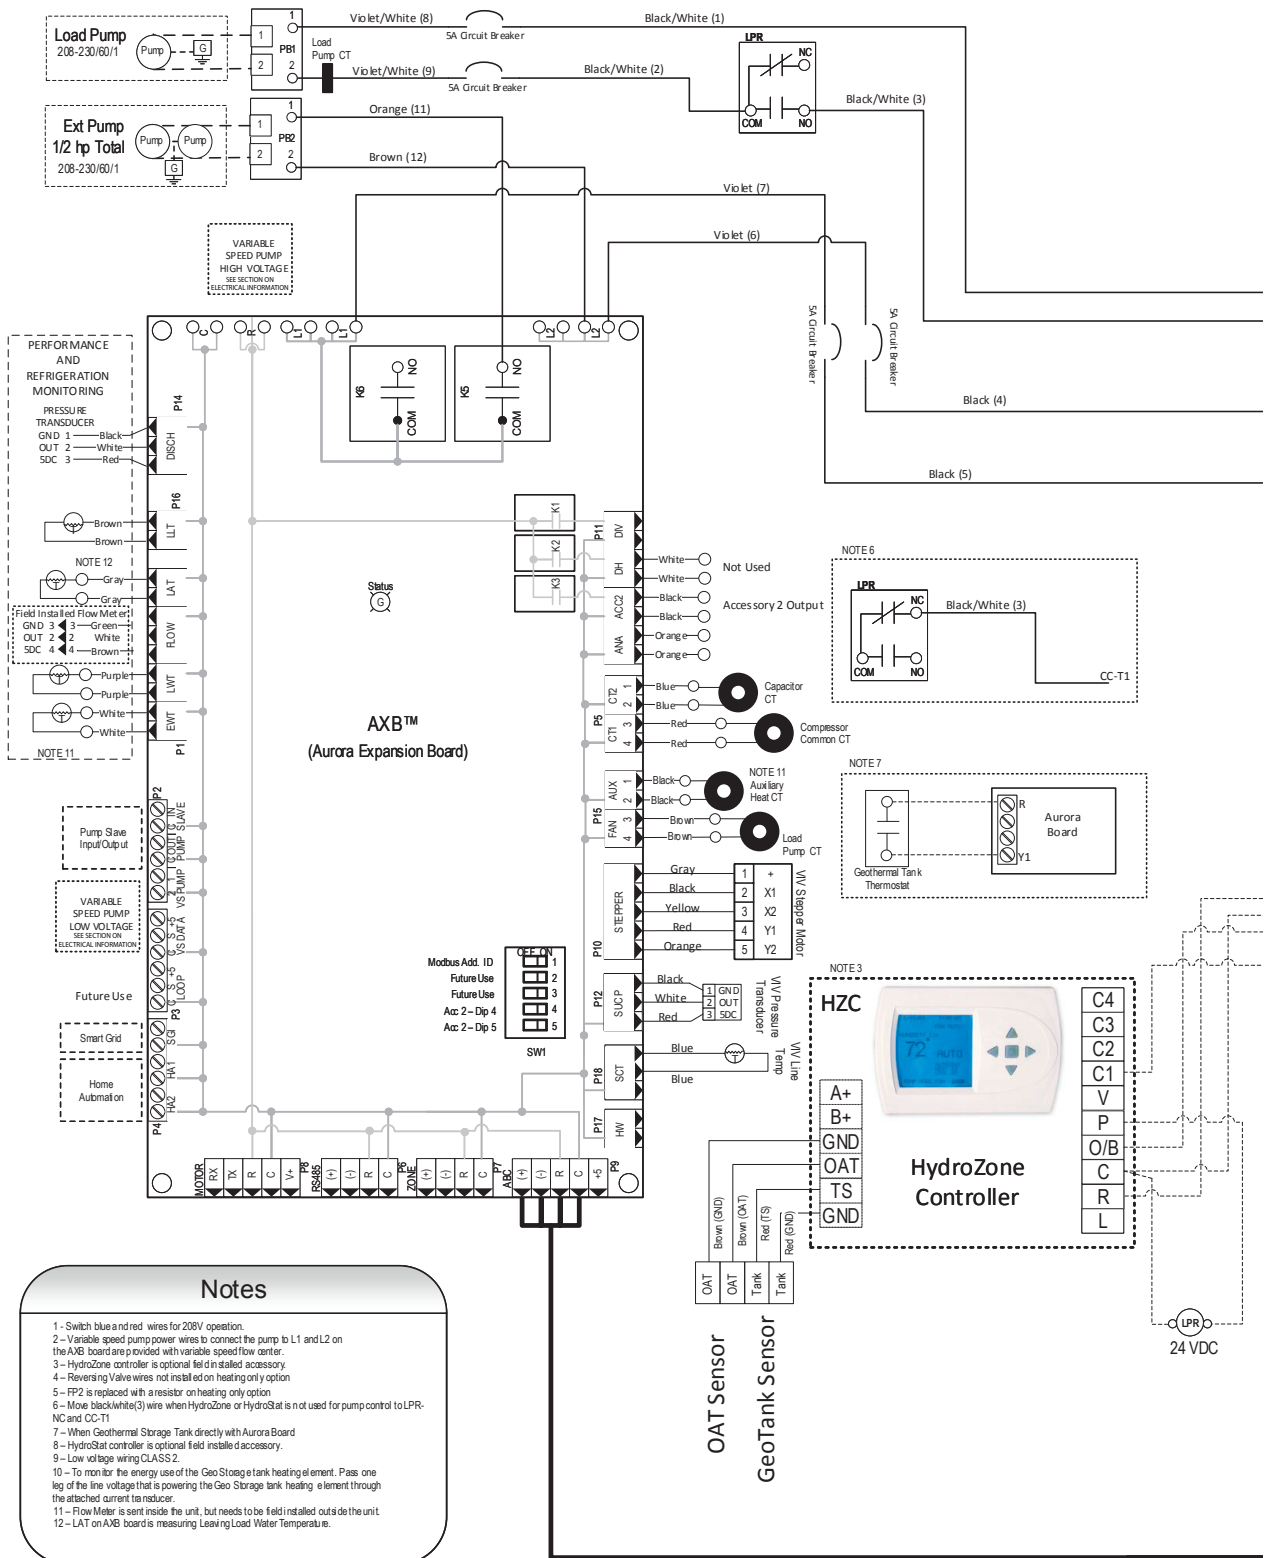 Load Pump
208-230/60/1
Pump
G
1
2
1
PB1
2
Load
Pump CT
Violet/White (8)
5A Circuit Breaker
Black/White (1)
Violet/White (9)
5A Circuit Breaker
Black/White (2)
LPR
NC
COM
NO
Black/White (3)
Ext Pump
1/2 hp Total
208-230/60/1
Pump
Pump
G
1
2
1
PB2
2
Orange (11)
Brown (12)
Violet (7)
Violet (6)
5A Circuit Breaker
5A Circuit Breaker
Black (4)
Black (5)
VARIABLE
SPEED PUMP
HIGH VOLTAGE
SEE SECTION ON
ELECTRICAL INFORMATION
C
R
L1
L1
L2
L2
K6
NO
COM
K5
NO
COM
PERFORMANCE
AND
REFRIGERATION
MONITORING
PRESSURE
TRANSDUCER
GND 1 Black
OUT 2 White
5DC 3 Red
P14
DISCH
P16
Brown
Brown
LLT
NOTE 12
Gray
Gray
LAT
Field Installed Flow Meter
GND 3 3 Green
OUT 2 2 White
5DC 4 4 Brown
FLOW
Purple
Purple
LWT
White
White
EWT
NOTE 11
P1
Status
G
K1
K2
K3
P11
DIV
DH
ACC2
ANA
White
White
Not Used
Black
Black
Accessory 2 Output
Orange
Orange
AXB™
(Aurora Expansion Board)
P5
CT2 1 2
CT1 3 4
Blue
Blue
Capacitor
CT
Red
Red
Compressor
Common CT
P15
AUX 1 2
FAN 3 4
Black
Black
NOTE 11
Auxiliary
Heat CT
Brown
Brown
Load
Pump CT
NOTE 6
LPR
NC
COM
NO
Black/White (3)
CC-T1
NOTE 7
Geothermal Tank
Thermostat
R
Y1
Aurora
Board
P2
Pump Slave
Input/Output
PUMP SLAVE
I G OUT I G IN
VS PUMP
2 1
VARIABLE
SPEED PUMP
LOW VOLTAGE
SEE SECTION ON
ELECTRICAL INFORMATION
VS DATA
G S +5
Future Use
LOOP
G S +5
P3
Smart Grid
SGI
Home
Automation
HA1
HA2
P4
STEPPER
P10
Gray
Black
Yellow
Red
Orange
1 +
2 X1
3 X2
4 Y1
5 Y2
VIV Stepper Motor
OFF ON
Modbus Add. ID 1
Future Use 2
Future Use 3
Acc 2 – Dip 4 4
Acc 2 – Dip 5 5
SW1
P12
SUCP
Black
White
Red
1 GND
2 OUT
3 5DC
VIV Pressure
Transducer
P18
SCT
Blue
Blue
VIV Line
Temp
P17
HW
MOTOR
RX
TX
R
C
V+
P8
RS485
(+)
(-)
R
C
P6
ZONE
(+)
(-)
R
C
P7
ABC
(+)
(-)
R
C
+5
P9
NOTE 3
HZC
72°
AUTO
A+
B+
GND
OAT
TS
GND
HydroZone
Controller
C4
C3
C2
C1
V
P
O/B
C
R
L
Brown (GND)
Brown (OAT)
Red (TS)
Red (GND)
OAT
OAT
Tank
Tank
OAT Sensor
GeoTank Sensor
LPR
24 VDC
Notes
1 - Switch blue and red wires for 208V operation.
2 – Variable speed pump power wires to connect the pump to L1 and L2 on
the AXB board are provided with variable speed flow center.
3 – HydroZone controller is optional field installed accessory.
4 – Reversing Valve wires not installed on heating only option
5 – FP2 is replaced with a resistor on heating only option
6 – Move black/white(3) wire when HydroZone or HydroStat is not used for pump control to LPR-
NC and CC-T1
7 – When Geothermal Storage Tank directly with Aurora Board
8 – HydroStat controller is optional field installed accessory.
9 – Low voltage wiring CLASS 2.
10 – To monitor the energy use of the Geo Storage tank heating element. Pass one
leg of the line voltage that is powering the Geo Storage tank heating element through
the attached current transducer.
11 – Flow Meter is sent inside the unit, but needs to be field installed outside the unit.
12 – LAT on AXB board is measuring Leaving Load Water Temperature.